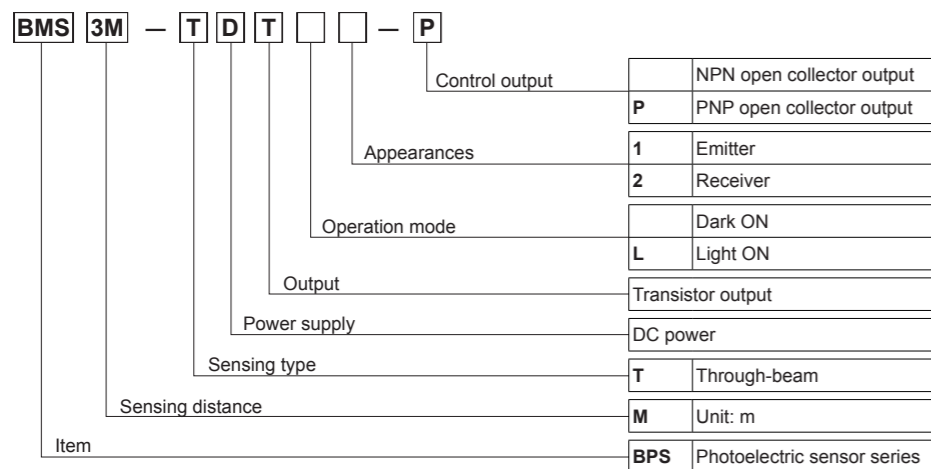 BMS 3M — T D T — P
Control output
NPN open collector output
P PNP open collector output
Appearances
1 Emitter
2 Receiver
Operation mode
Dark ON
L Light ON
Output
Transistor output
Power supply
DC power
Sensing type
T Through-beam
Sensing distance
M Unit: m
Item
BPS Photoelectric sensor series